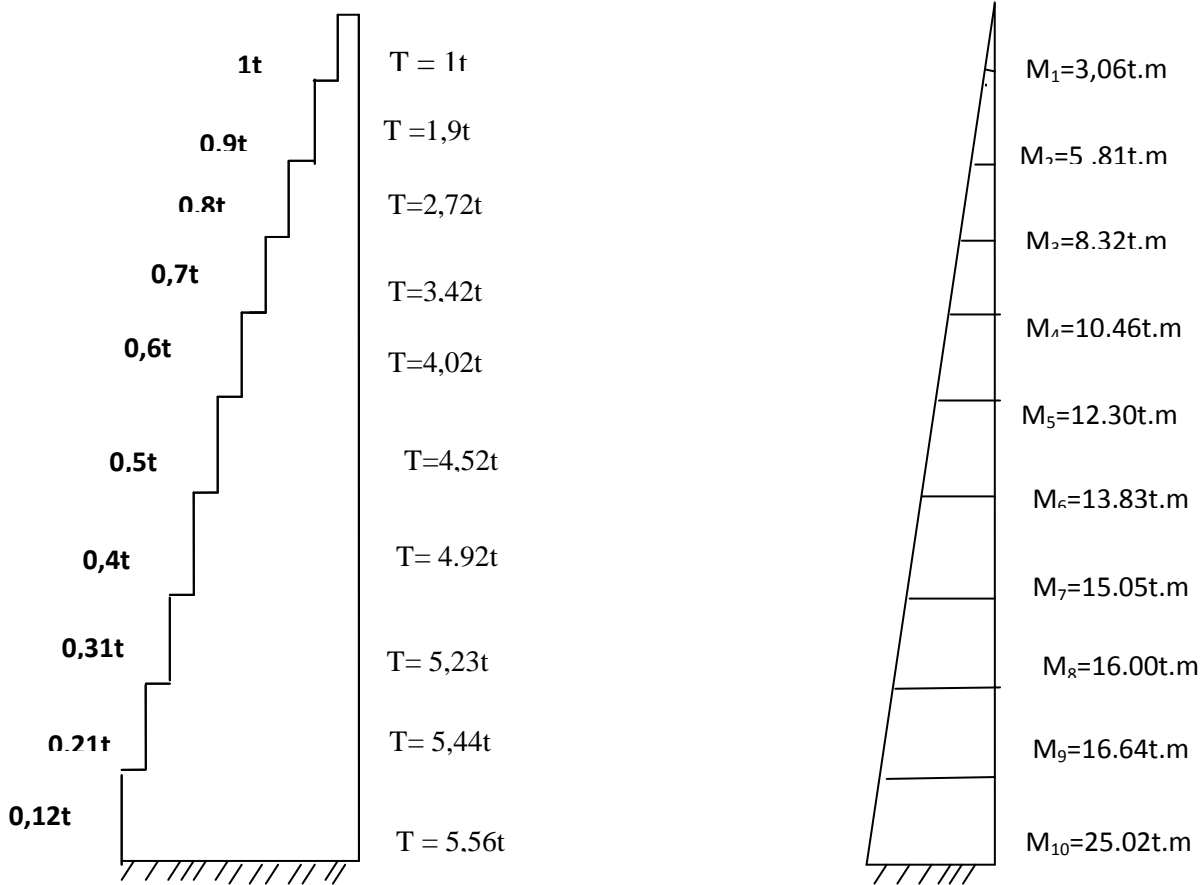 1t T = 1t M₁=3,06t.m
0.9t T =1,9t M₂=5 .81t.m
0.8t T=2,72t M₃=8.32t.m
0,7t T=3,42t M₄=10.46t.m
0,6t T=4,02t M₅=12.30t.m
0,5t T=4,52t M₆=13.83t.m
0,4t T= 4.92t M₇=15.05t.m
0,31t T= 5,23t M₈=16.00t.m
0,21t T= 5,44t M₉=16.64t.m
0,12t T = 5,56t M₁₀=25.02t.m